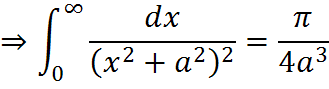 ⇒ ∫₀^∞ dx/(x² + a²)² = π/4a³